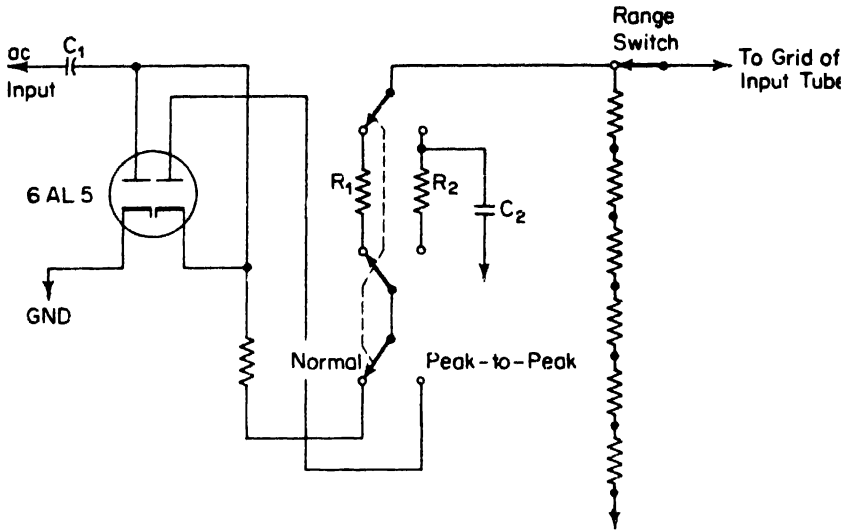 Range
Switch
ac
C1
Input
To Grid of
Input Tube
6 AL 5
R1
R2
C2
GND
Normal
Peak-to-Peak